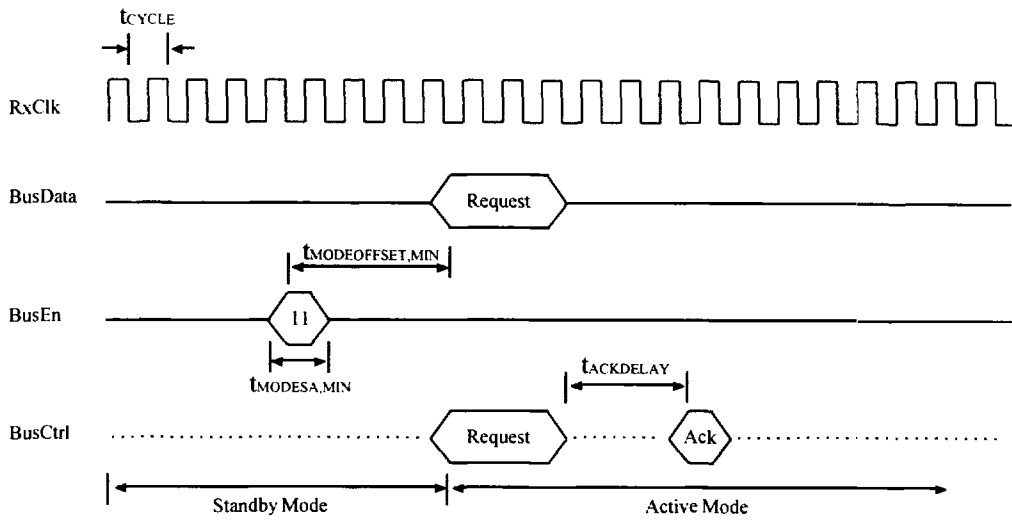 tCYCLE
RxClk
BusData
Request
tMODEOFFSET,MIN
BusEn
11
tMODESA,MIN
tACKDELAY
BusCtrl
Request
Ack
Standby Mode
Active Mode